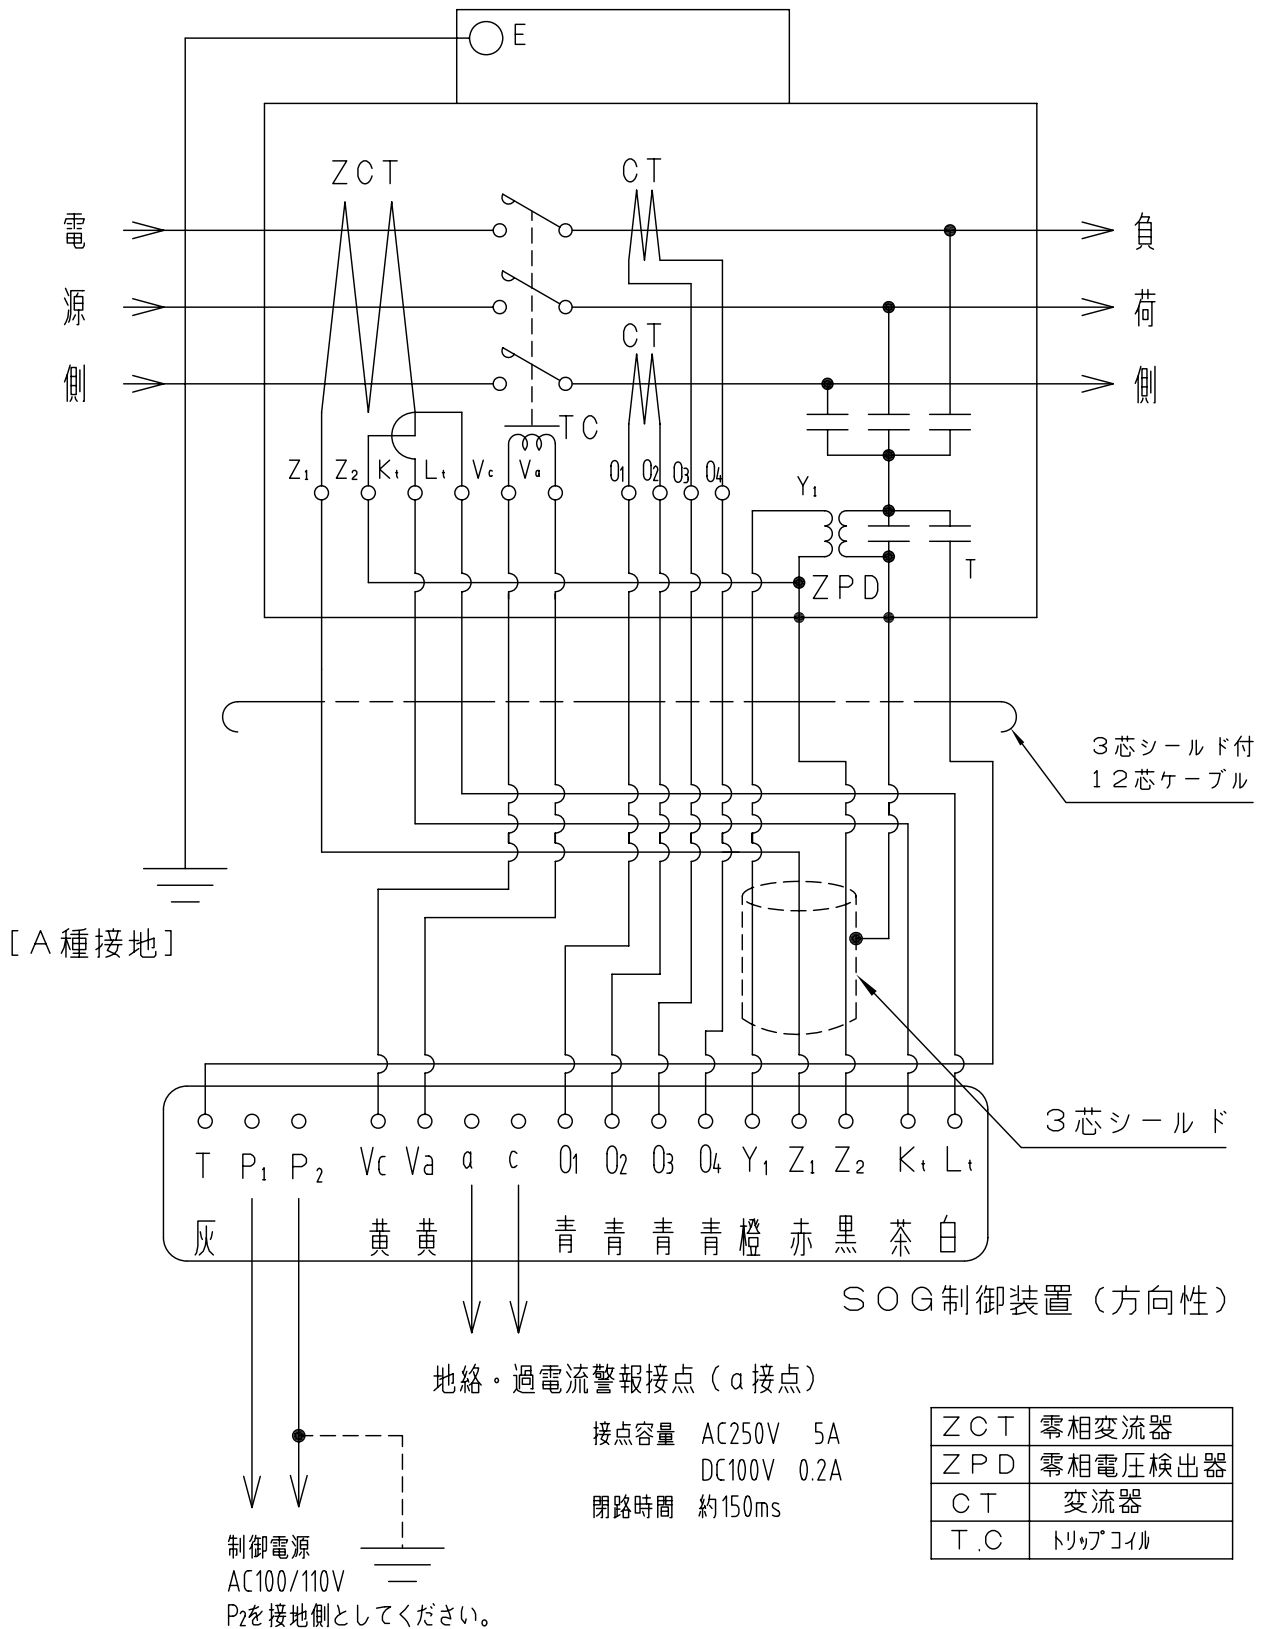 E
ZCT
CT
電
負
源
荷
CT
側
側
TC
Z1 Z2 Kt Lt Vc Va O1 O2 O3 O4
Y1
T
ZPD
3芯シールド付
12芯ケーブル
[A種接地]
3芯シールド
T P1 P2 Vc Va a c O1 O2 O3 O4 Y1 Z1 Z2 Kt Lt
灰 黄 黄 青 青 青 青 橙 赤 黒 茶 白
SOG制御装置(方向性)
地絡・過電流警報接点(a接点)
接点容量 AC250V 5A
DC100V 0.2A
閉路時間 約150ms
ZCT 零相変流器
ZPD 零相電圧検出器
CT 変流器
T.C トリップコイル
制御電源
AC100/110V
P2を接地側としてください。